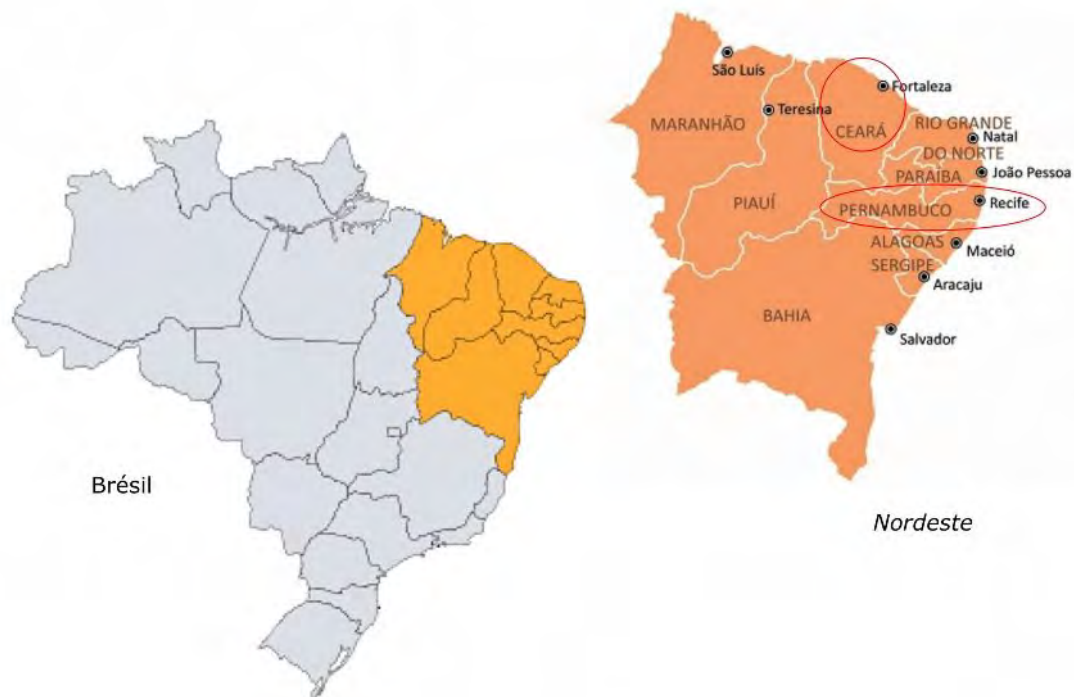 São Luís
Fortaleza
Teresina
MARANHÃO
CEARÁ
RIO GRANDE
Natal
DO NORTE
João Pessoa
PARAÍBA
Recife
PIAUÍ
PERNAMBUCO
ALAGOAS
Maceió
SERGIPE
Aracaju
BAHIA
Salvador
Brésil
Nordeste